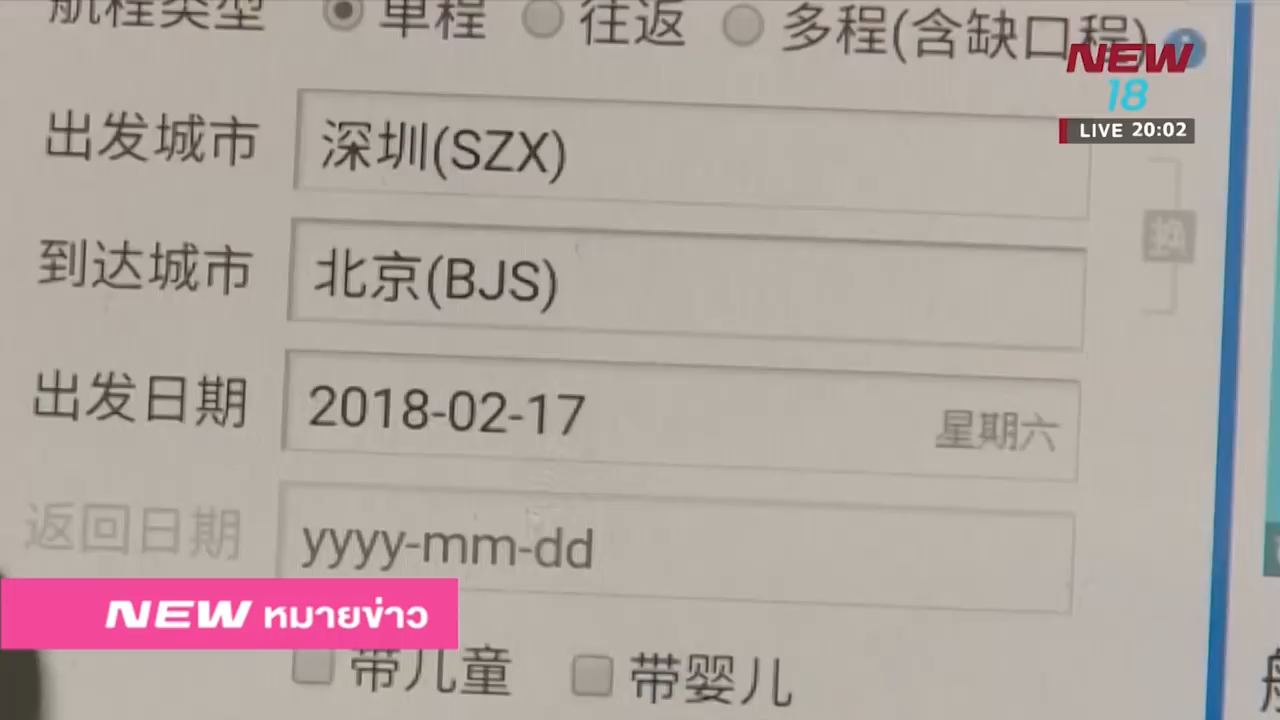 航程类型 单程 往返 多程(含缺口程)
NEW
18
LIVE 20:02
出发城市 深圳(SZX)
换
到达城市 北京(BJS)
出发日期 2018-02-17 星期六
返回日期 yyyy-mm-dd
NEW หมายข่าว
带儿童 带婴儿